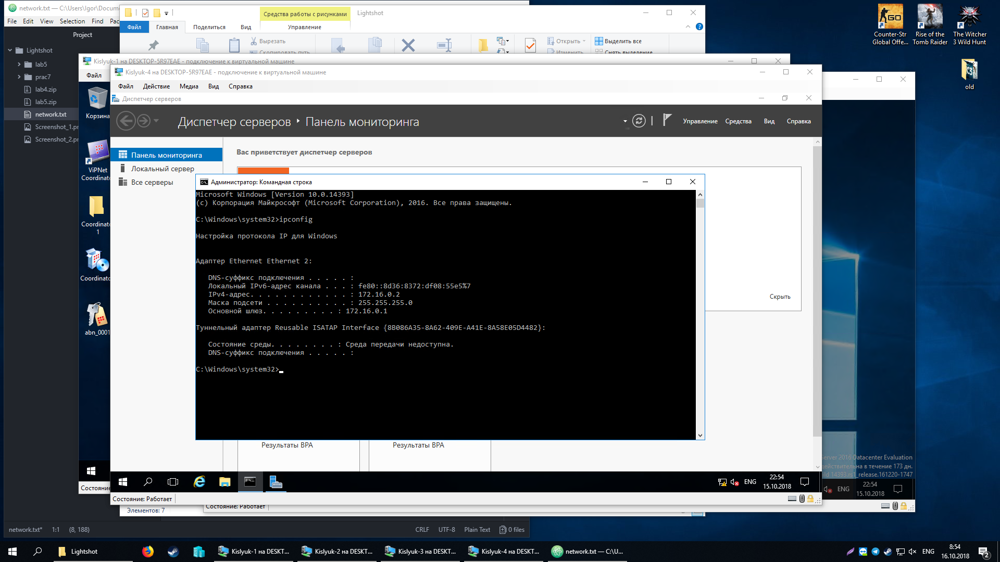 network.txt — C:\Users\Igor\Docum
File Edit View Selection Find Pac
Project
Lightshot
lab5
prac7
lab4.zip
lab5.zip
network.txt
Screenshot_1.pr
Screenshot_2.pr
Средства работы с рисунками
Lightshot
Файл Главная Поделиться Вид Управление
Вырезать
Скопировать путь
Открыть
Изменить
Выделить все
Снять выделение
Counter-Str
Global Offe...
Rise of the
Tomb Raider
The Witcher
3 Wild Hunt
old
Kislyuk-1 на DESKTOP-5R97EAE - подключение к виртуальной машине
Файл
Корзина
ViPNet
Coordinato
Coordinato
1
Coordinato
abn_0001
Состояние
Kislyuk-4 на DESKTOP-5R97EAE - подключение к виртуальной машине
Файл Действие Медиа Вид Справка
Диспетчер серверов
Диспетчер серверов Панель мониторинга
Управление Средства Вид Справка
Панель мониторинга
Локальный сервер
Все серверы
Вас приветствует диспетчер серверов
Скрыть
Администратор: Командная строка
Microsoft Windows [Version 10.0.14393]
(c) Корпорация Майкрософт (Microsoft Corporation), 2016. Все права защищены.
C:\Windows\system32>ipconfig
Настройка протокола IP для Windows
Адаптер Ethernet Ethernet 2:
DNS-суффикс подключения . . . . . :
Локальный IPv6-адрес канала . . . : fe80::8d36:8372:df08:55e5%7
IPv4-адрес. . . . . . . . . . . . : 172.16.0.2
Маска подсети . . . . . . . . . . : 255.255.255.0
Основной шлюз. . . . . . . . . : 172.16.0.1
Туннельный адаптер Reusable ISATAP Interface {8B086A35-8A62-409E-A41E-8A58E05D4482}:
Состояние среды. . . . . . . . : Среда передачи недоступна.
DNS-суффикс подключения . . . . . :
C:\Windows\system32>
Результаты BPA Результаты BPA
ENG
22:54
15.10.2018
Server 2016 Datacenter Evaluation
действительна в течение 173 дн.
ild 14393.rs1_release.161220-1747
ENG
22:54
15.10.2018
Состояние: Работает
Состояние: Работает
Элементов: 7
network.txt* 1:1 (8, 188)
CRLF UTF-8 Plain Text 0 files
Lightshot
Kislyuk-1 на DESKT...
Kislyuk-2 на DESKT...
Kislyuk-3 на DESKT...
Kislyuk-4 на DESKT...
network.txt — C:\U...
ENG
8:54
16.10.2018
2